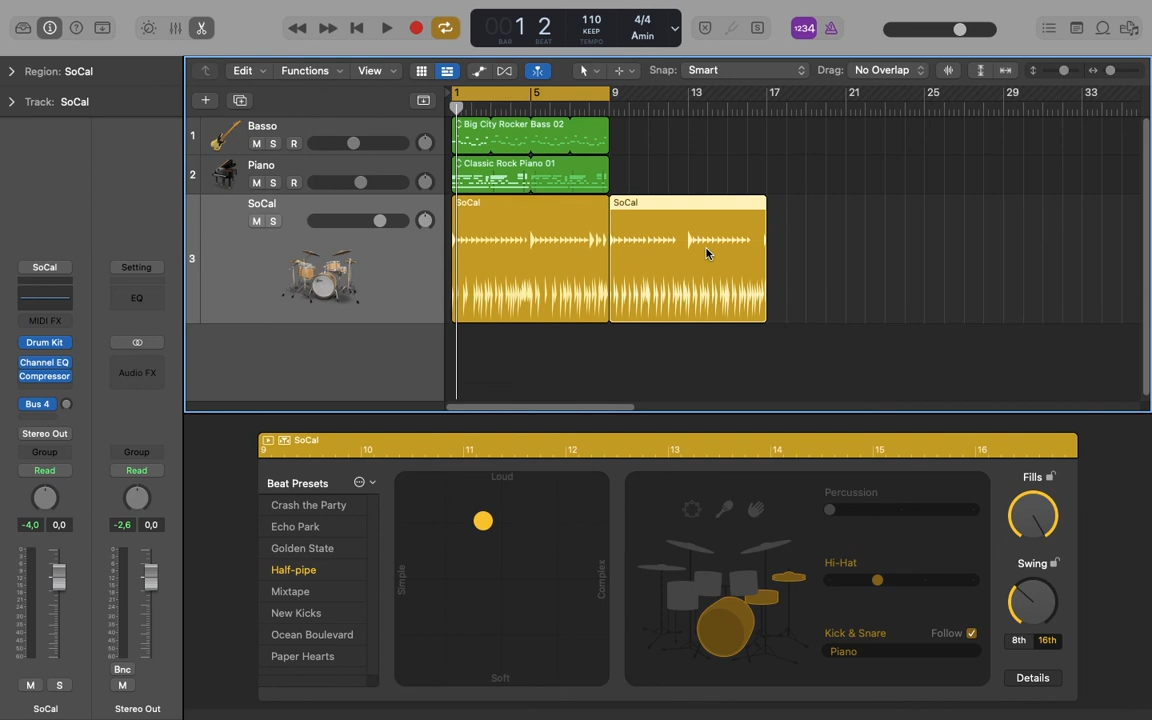 1 2
BAR BEAT
110
KEEP
TEMPO
4/4
Amin
1234
Region: SoCal
Track: SoCal
Edit
Functions
View
Snap: Smart
Drag: No Overlap
1 5 9 13 17 21 25 29 33
1
Basso
M S R
Big City Rocker Bass 02
2
Piano
M S R
Classic Rock Piano 01
3
SoCal
M S
SoCal
SoCal
SoCal
Setting
EQ
MIDI FX
Drum Kit
Channel EQ
Compressor
Audio FX
Bus 4
Stereo Out
Group
Group
Read
Read
-4,0 0,0
-2,6 0,0
Bnc
M S
M
SoCal
Stereo Out
SoCal
9 10 11 12 13 14 15 16
Beat Presets
Crash the Party
Echo Park
Golden State
Half-pipe
Mixtape
New Kicks
Ocean Boulevard
Paper Hearts
Loud
Simple
Complex
Soft
Percussion
Hi-Hat
Kick & Snare
Follow
Piano
Fills
Swing
8th 16th
Details